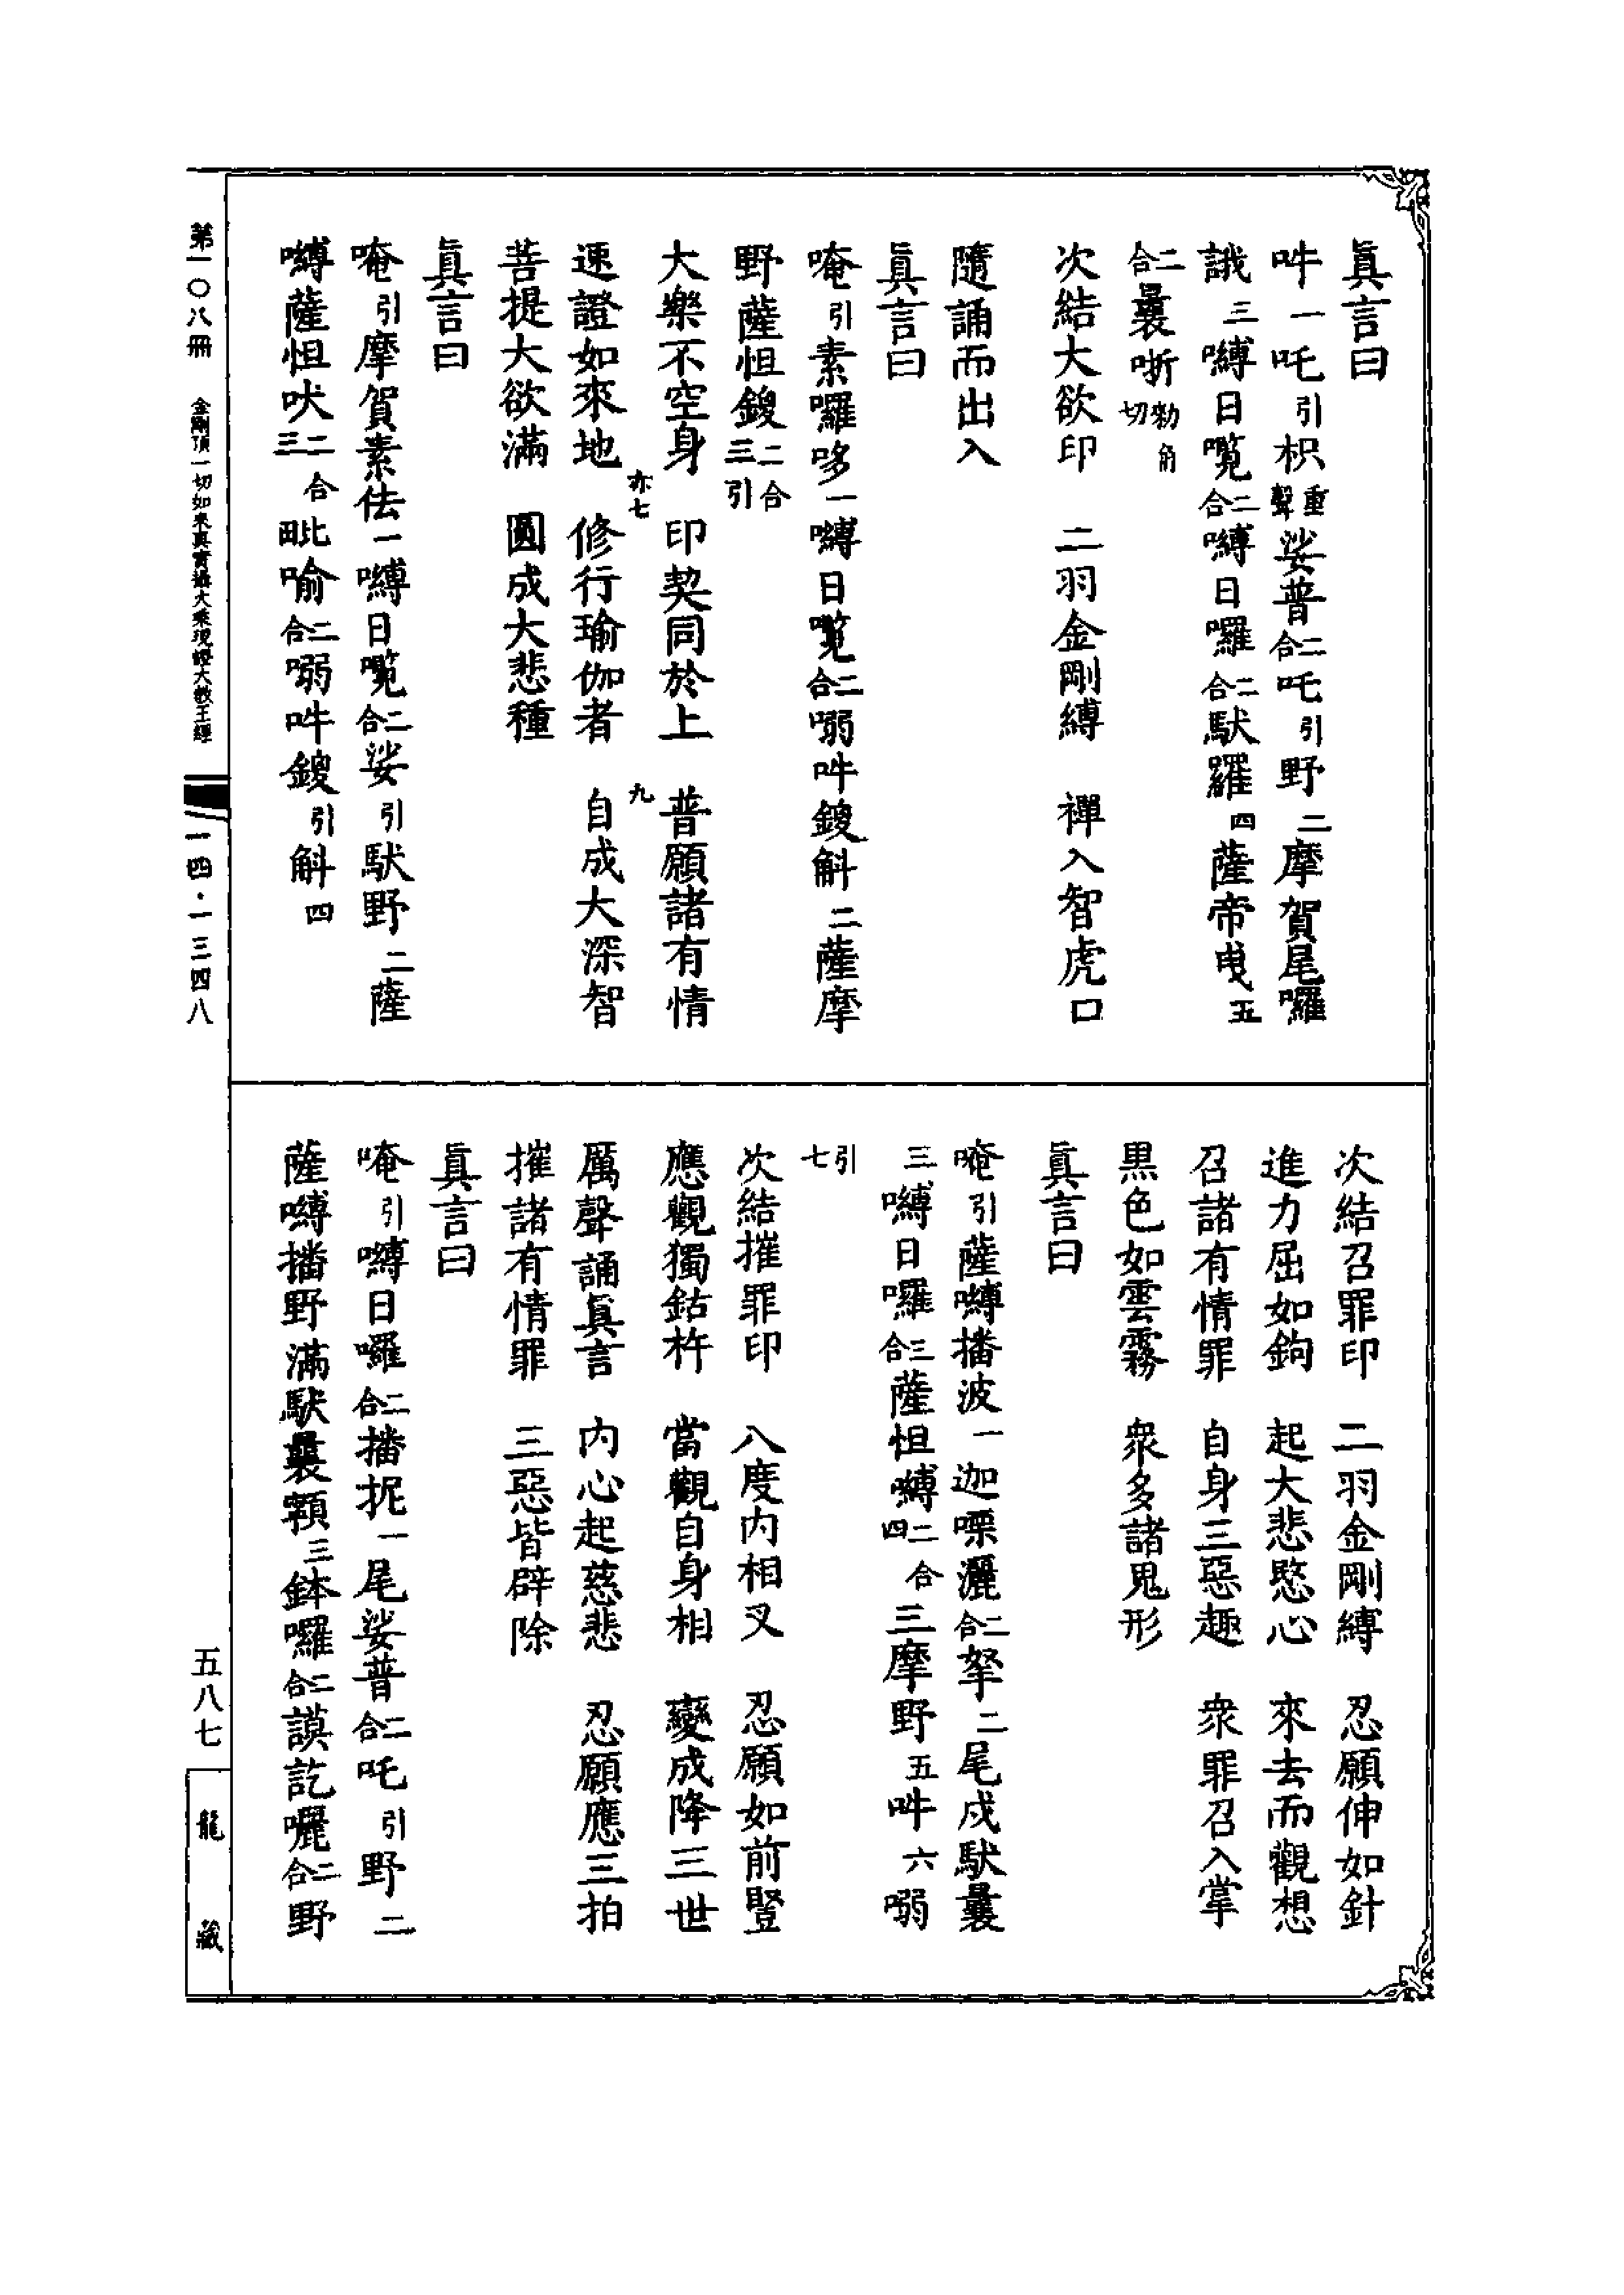 眞言曰
吽一吒引枳重聲娑普二合吒引野二摩賀尾囉
誐三嚩日囕二合嚩日囉二合馱羅四薩帝曳五
二合曩㖸勑角切
次結大欲印　二羽金剛縛　禪入智虎口
隨誦而出入
眞言曰
唵引素囉哆一嚩日囕二合嗍吽鑁斛二薩摩
野薩怛鑁二合三引
大樂不空身　印契同於上　普願諸有情
亦七　九
速證如來地　修行瑜伽者　自成大深智
菩提大欲滿　圓成大悲種
眞言曰
唵引摩賀素佉一嚩日囕二合娑引馱野二薩
嚩薩怛吠二合三毗喻二合嗍吽鑁引斛四
次結召罪印　二羽金剛縛　忍願伸如針
進力屈如鉤　起大悲愍心　來去而觀想
召諸有情罪　自身三惡趣　衆罪召入掌
黑色如雲霧　衆多諸鬼形
眞言曰
唵引薩嚩播波一迦㗚灑二合拏二尾戍馱曩
三嚩日囉三合薩怛嚩二合四三摩野五吽六嗍
引七
次結摧罪印　八度内相叉　忍願如前豎
應觀獨鈷杵　當觀自身相　變成降三世
厲聲誦眞言　内心起慈悲　忍願應三拍
摧諸有情罪　三惡皆辟除
眞言曰
唵引嚩日囉二合播抳一尾娑普二合吒引野二
薩嚩播野滿馱曩顙三鉢囉二合謨訖㘑二合野
第一〇八冊　金剛頂一切如來真實攝大乘現證大教王經
一四·一三四八
五八七
龍藏